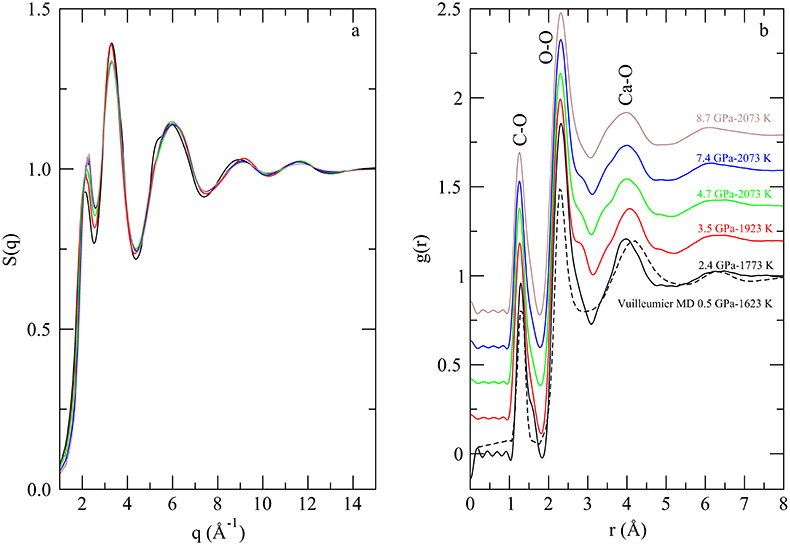 a
1.5
1.0
0.5
0.0
S(q)
2 4 6 8 10 12 14
q (Å⁻¹)
b
2.5
2
1.5
1
0.5
0
g(r)
C-O
O-O
Ca-O
8.7 GPa-2073 K
7.4 GPa-2073 K
4.7 GPa-2073 K
3.5 GPa-1923 K
2.4 GPa-1773 K
Vuilleumier MD 0.5 GPa-1623 K
0 1 2 3 4 5 6 7 8
r (Å)